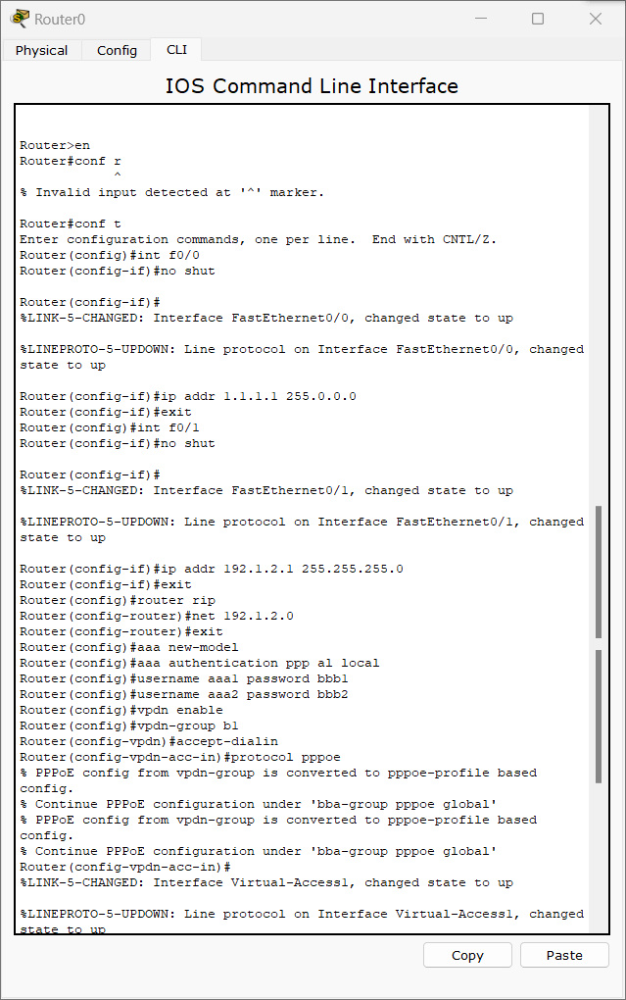 Router0
Physical Config CLI
IOS Command Line Interface
Router>en
Router#conf r
^
% Invalid input detected at '^' marker.
Router#conf t
Enter configuration commands, one per line.  End with CNTL/Z.
Router(config)#int f0/0
Router(config-if)#no shut
Router(config-if)#
%LINK-5-CHANGED: Interface FastEthernet0/0, changed state to up
%LINEPROTO-5-UPDOWN: Line protocol on Interface FastEthernet0/0, changed
state to up
Router(config-if)#ip addr 1.1.1.1 255.0.0.0
Router(config-if)#exit
Router(config)#int f0/1
Router(config-if)#no shut
Router(config-if)#
%LINK-5-CHANGED: Interface FastEthernet0/1, changed state to up
%LINEPROTO-5-UPDOWN: Line protocol on Interface FastEthernet0/1, changed
state to up
Router(config-if)#ip addr 192.1.2.1 255.255.255.0
Router(config-if)#exit
Router(config)#router rip
Router(config-router)#net 192.1.2.0
Router(config-router)#exit
Router(config)#aaa new-model
Router(config)#aaa authentication ppp a1 local
Router(config)#username aaa1 password bbb1
Router(config)#username aaa2 password bbb2
Router(config)#vpdn enable
Router(config)#vpdn-group b1
Router(config-vpdn)#accept-dialin
Router(config-vpdn-acc-in)#protocol pppoe
% PPPoE config from vpdn-group is converted to pppoe-profile based
config.
% Continue PPPoE configuration under 'bba-group pppoe global'
% PPPoE config from vpdn-group is converted to pppoe-profile based
config.
% Continue PPPoE configuration under 'bba-group pppoe global'
Router(config-vpdn-acc-in)#
%LINK-5-CHANGED: Interface Virtual-Access1, changed state to up
%LINEPROTO-5-UPDOWN: Line protocol on Interface Virtual-Access1, changed
state to up
Copy Paste